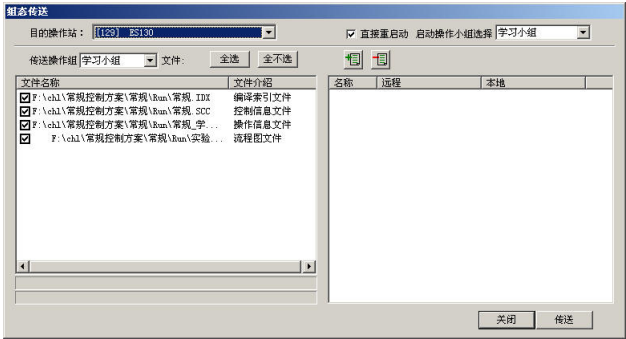 组态传送
目的操作站： [129] ES130
直接重启动 启动操作小组选择 学习小组
传送操作组 学习小组 文件： 全选 全不选
文件名称 文件介绍
F:\chl\常规控制方案\常规\Run\常规.IDX 编译索引文件
F:\chl\常规控制方案\常规\Run\常规.SCC 控制信息文件
F:\chl\常规控制方案\常规\Run\常规_学... 操作信息文件
F:\chl\常规控制方案\常规\Run\实验... 流程图文件
名称 远程 本地
关闭 传送